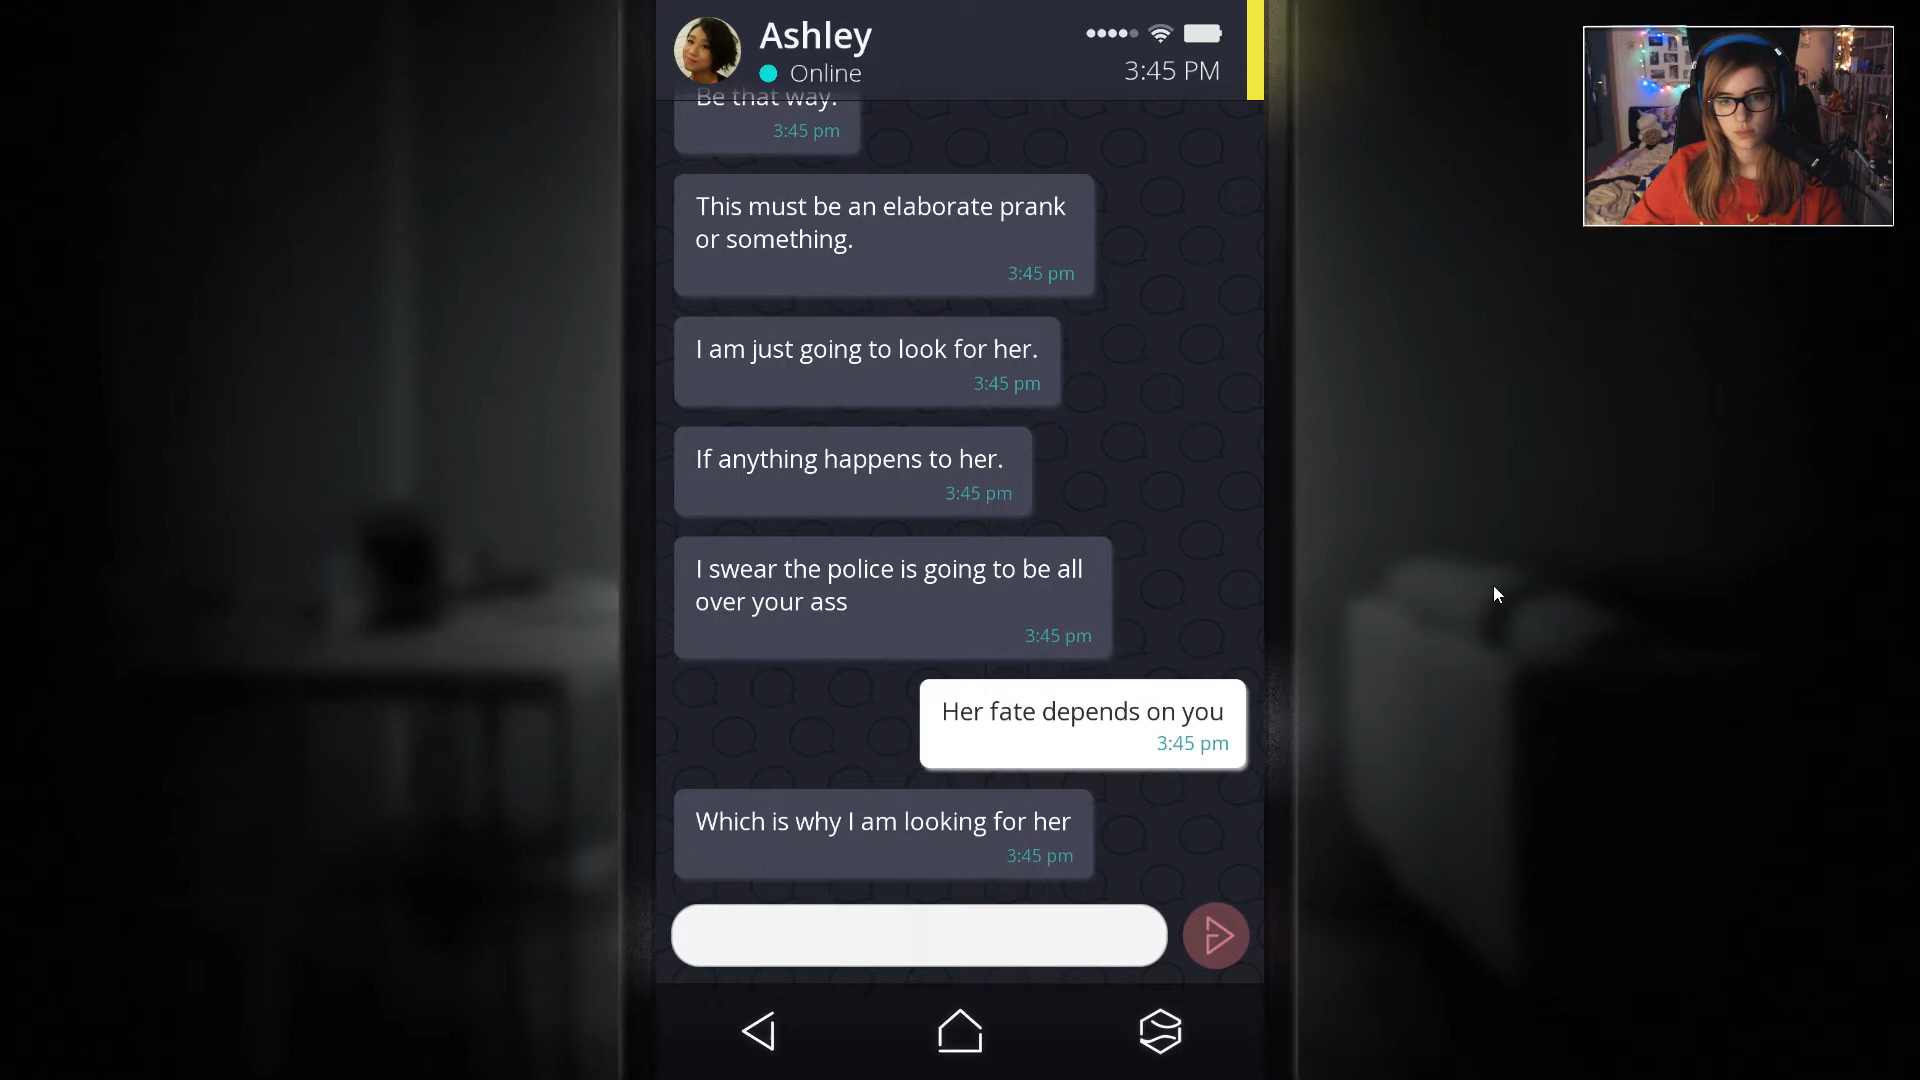 Ashley
Online
3:45 PM
Be that way.
3:45 pm
This must be an elaborate prank
or something.
3:45 pm
I am just going to look for her.
3:45 pm
If anything happens to her.
3:45 pm
I swear the police is going to be all
over your ass
3:45 pm
Her fate depends on you
3:45 pm
Which is why I am looking for her
3:45 pm